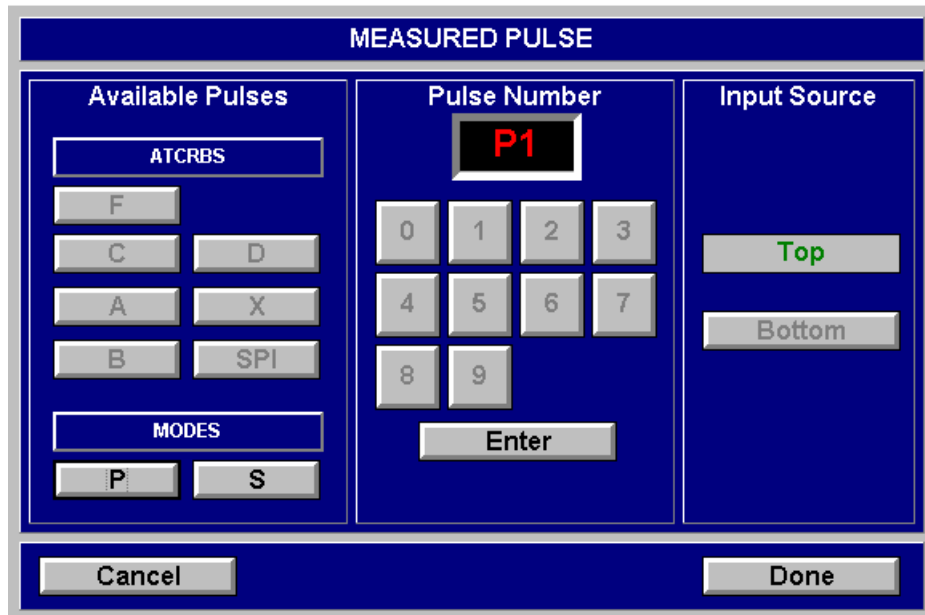 MEASURED PULSE
Available Pulses
ATCRBS
F
C D
A X
B SPI
MODES
P S
Pulse Number
P1
0 1 2 3
4 5 6 7
8 9
Enter
Input Source
Top
Bottom
Cancel
Done